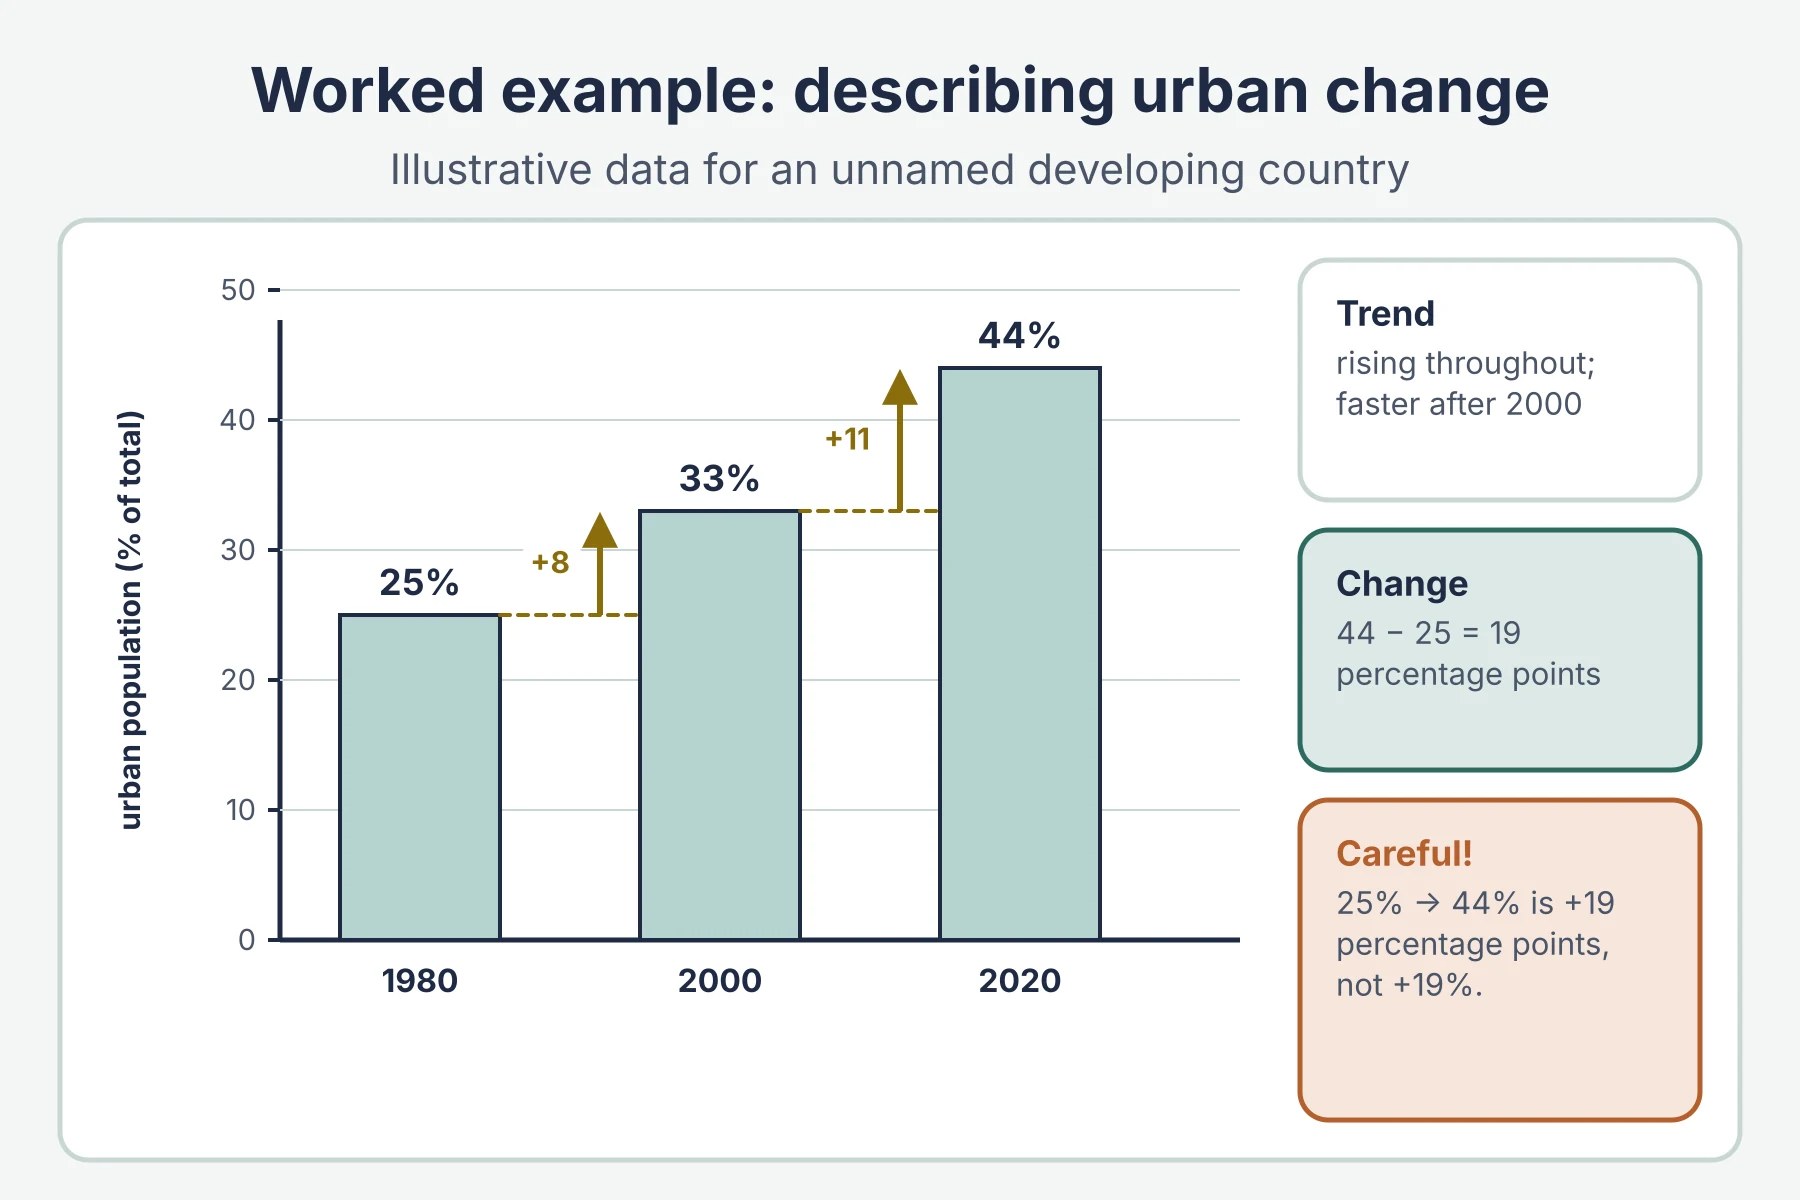 Worked example: describing urban change
Illustrative data for an unnamed developing country
urban population (% of total)
50
40
30
20
10
0
25%
+8
33%
+11
44%
1980
2000
2020
Trend
rising throughout;
faster after 2000
Change
44 − 25 = 19
percentage points
Careful!
25% → 44% is +19
percentage points,
not +19%.